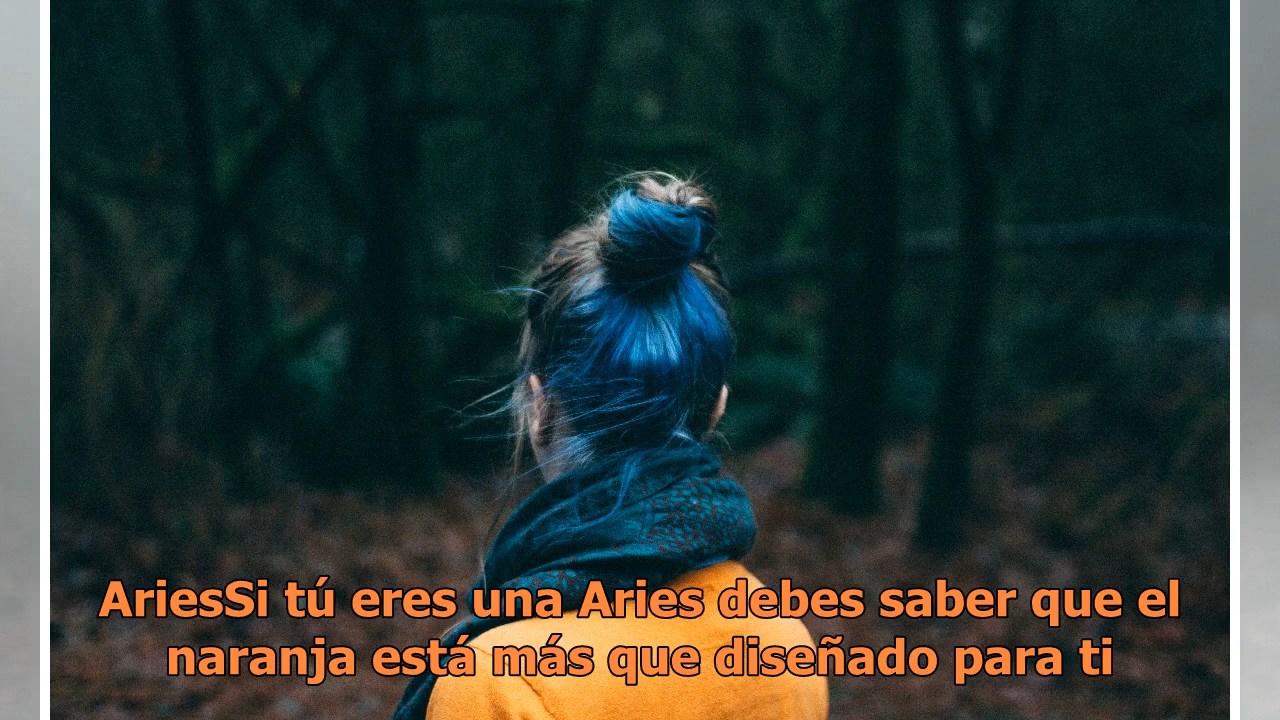 AriesSi tú eres una Aries debes saber que el
naranja está más que diseñado para ti